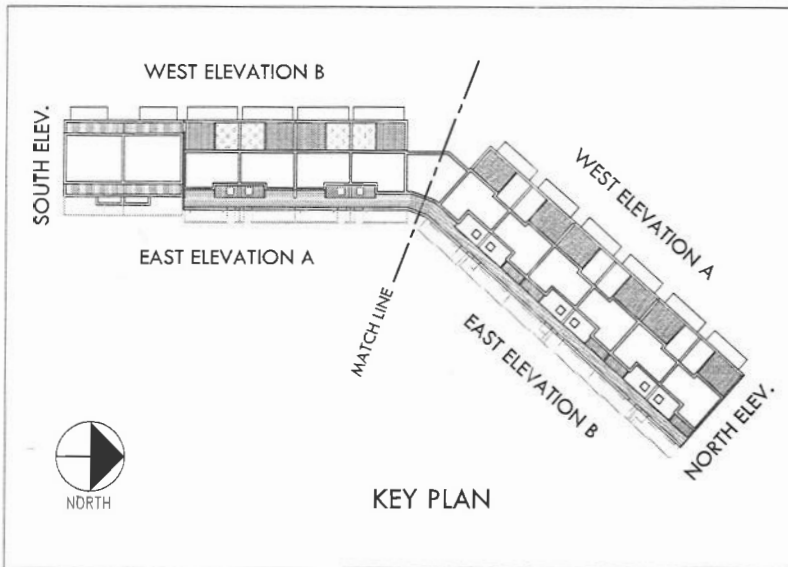 WEST ELEVATION B
SOUTH ELEV.
EAST ELEVATION A
MATCH LINE
WEST ELEVATION A
EAST ELEVATION B
NORTH ELEV.
NORTH
KEY PLAN